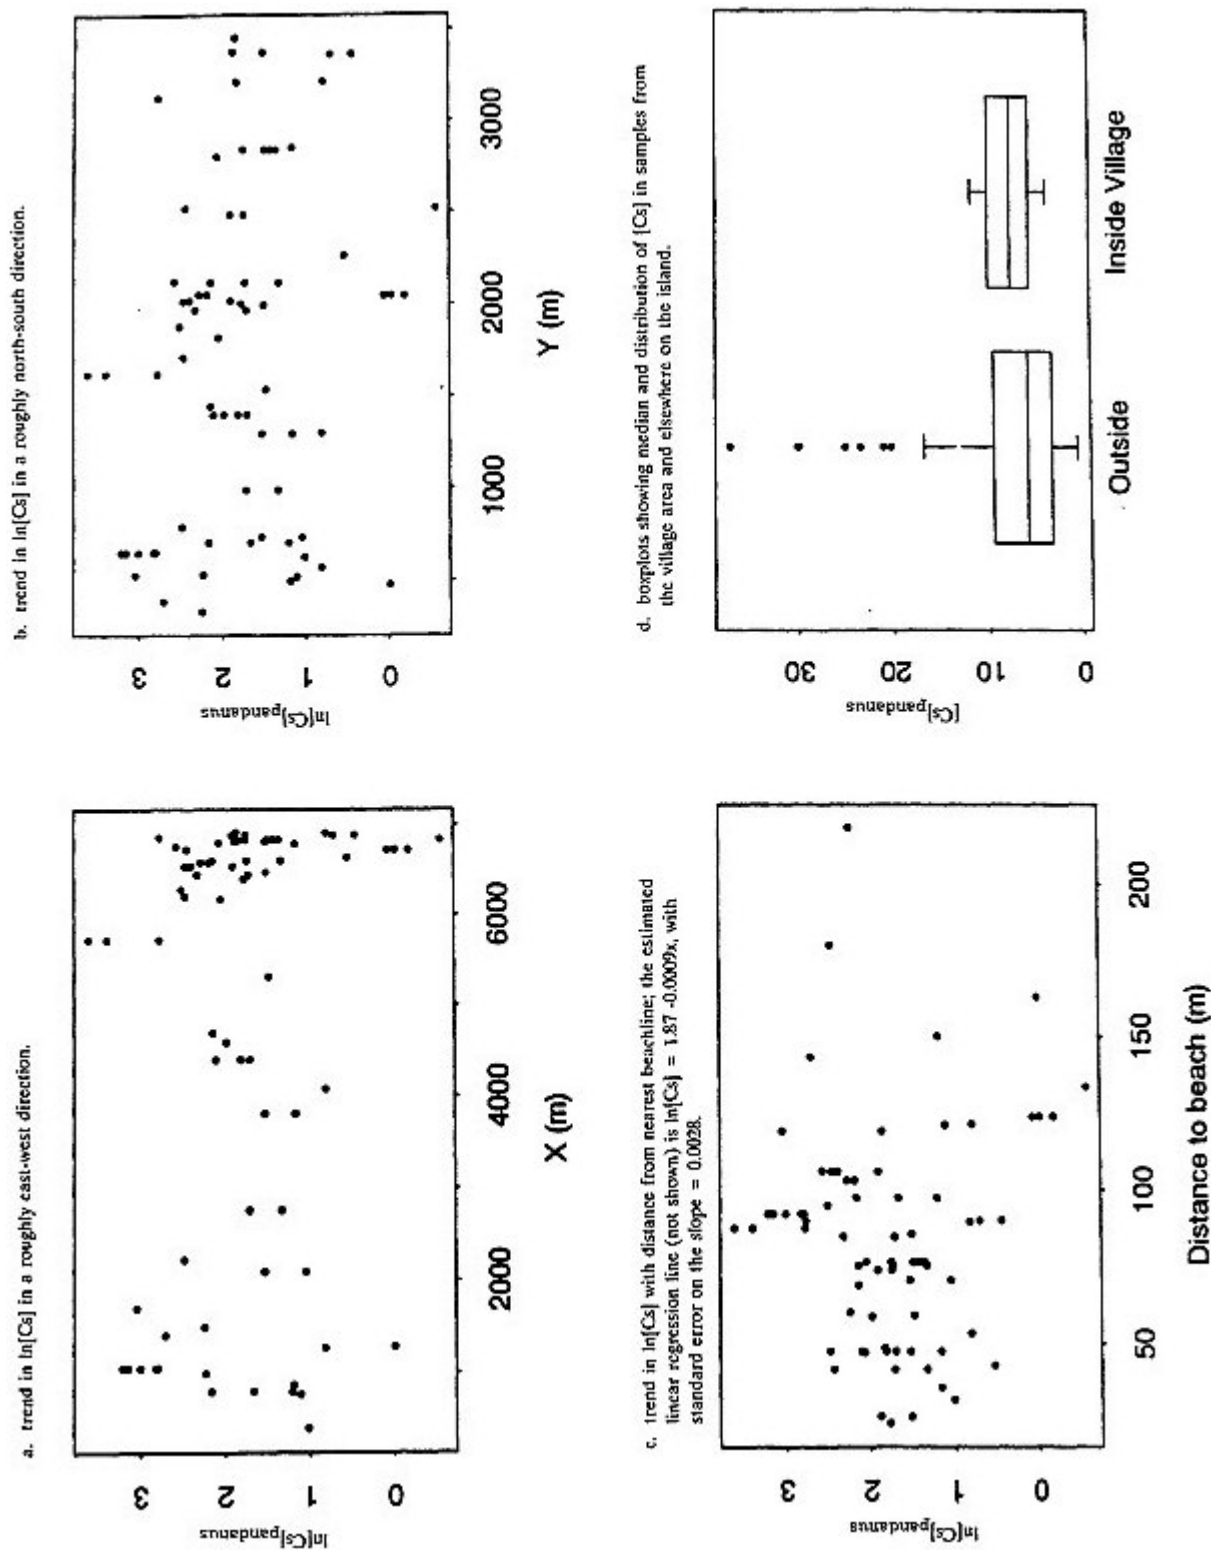 a. trend in ln[Cs] in a roughly east-west direction.
ln[Cs]pandanus
3
2
1
0
2000
4000
6000
X (m)
b. trend in ln[Cs] in a roughly north-south direction.
ln[Cs]pandanus
3
2
1
0
1000
2000
3000
Y (m)
c. trend in ln[Cs] with distance from nearest beachline; the estimated
linear regression line (not shown) is ln[Cs] = 1.87 -0.0009x, with
standard error on the slope = 0.0028.
ln[Cs]pandanus
3
2
1
0
50
100
150
200
Distance to beach (m)
d. boxplots showing median and distribution of [Cs] in samples from
the village area and elsewhere on the island.
[Cs]pandanus
30
20
10
0
Outside
Inside Village